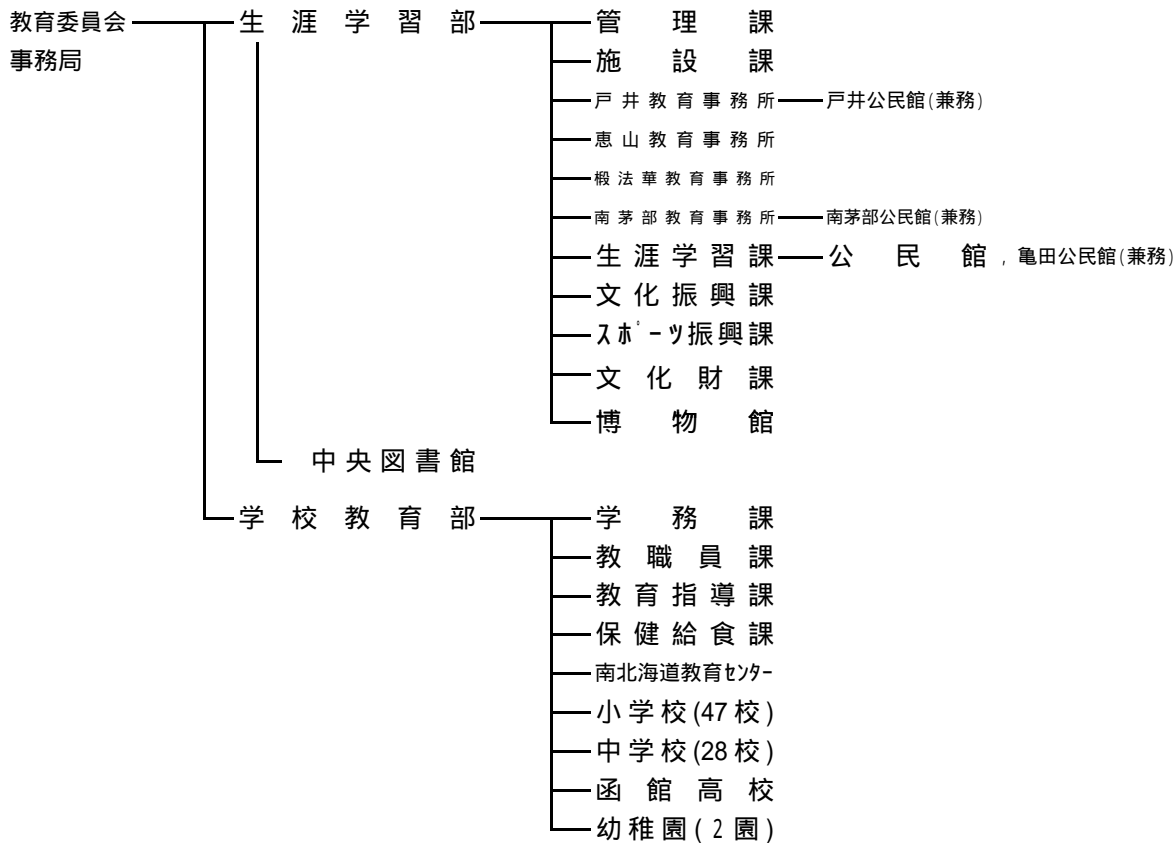 教育委員会 生涯学習部 管理課
事務局 施設課
戸井教育事務所 戸井公民館(兼務)
恵山教育事務所
椴法華教育事務所
南茅部教育事務所 南茅部公民館(兼務)
生涯学習課 公民館，亀田公民館(兼務)
文化振興課
ｽﾎﾟｰﾂ振興課
文化財課
博物館
中央図書館
学校教育部 学務課
教職員課
教育指導課
保健給食課
南北海道教育ｾﾝﾀｰ
小学校(47校)
中学校(28校)
函館高校
幼稚園(２園)